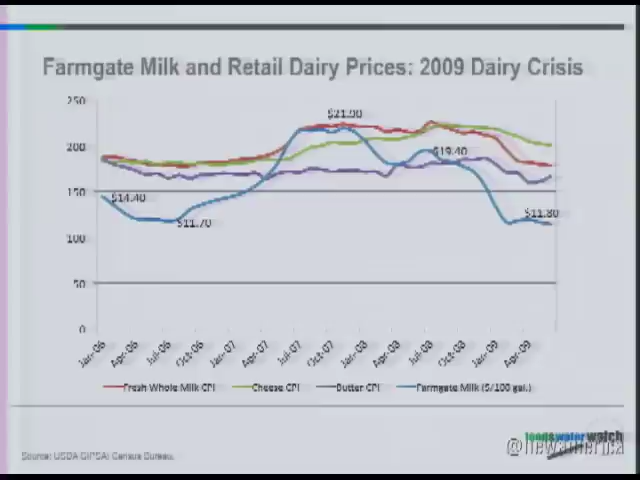 Farmgate Milk and Retail Dairy Prices: 2009 Dairy Crisis
250
200
150
100
50
0
$14.40
$11.70
$21.90
$19.40
$11.80
Jan-06
Apr-06
Jul-06
Oct-06
Jan-07
Apr-07
Jul-07
Oct-07
Jan-08
Apr-08
Jul-08
Oct-08
Jan-09
Apr-09
Fresh Whole Milk CPI
Cheese CPI
Butter CPI
Farmgate Milk ($/100 gal.)
food&waterwatch
@newamerica
Source: USDA GIPSA; Census Bureau.